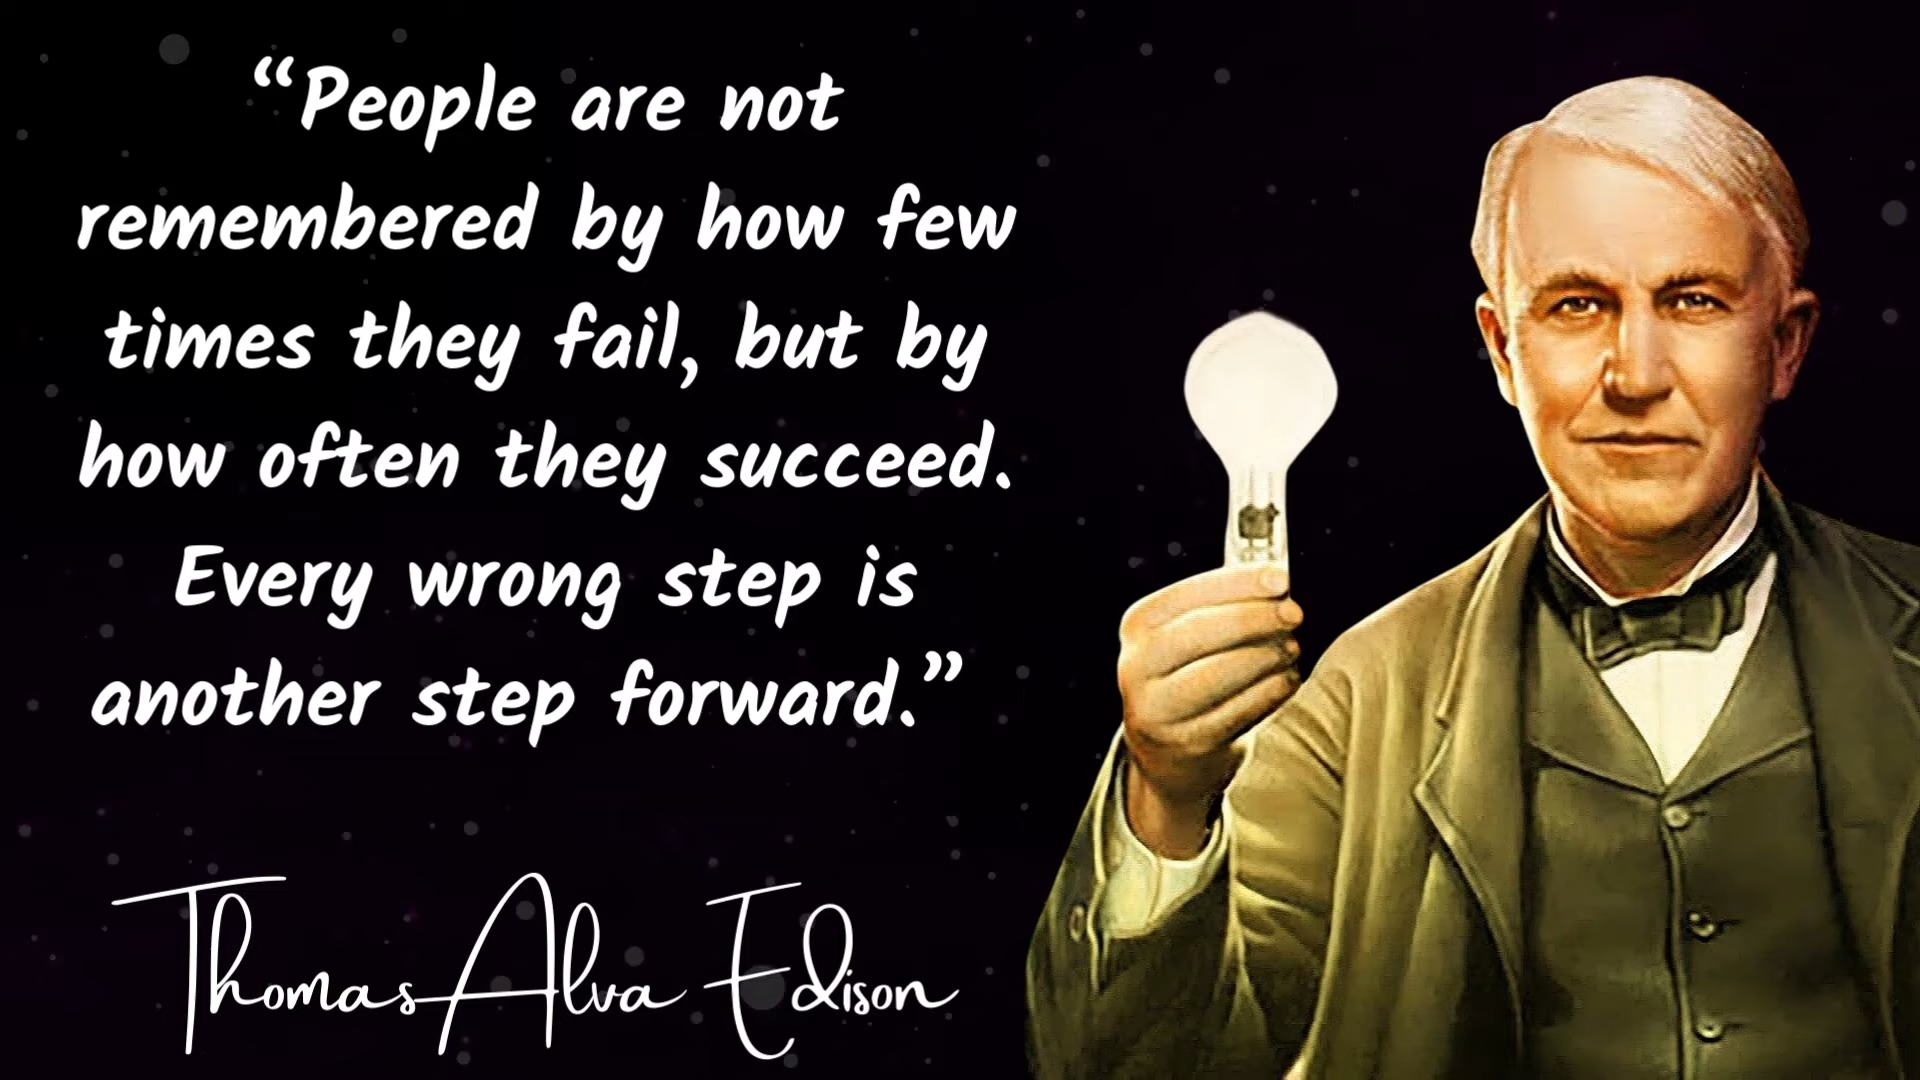 “People are not
remembered by how few
times they fail, but by
how often they succeed.
Every wrong step is
another step forward.”
Thomas Alva Edison